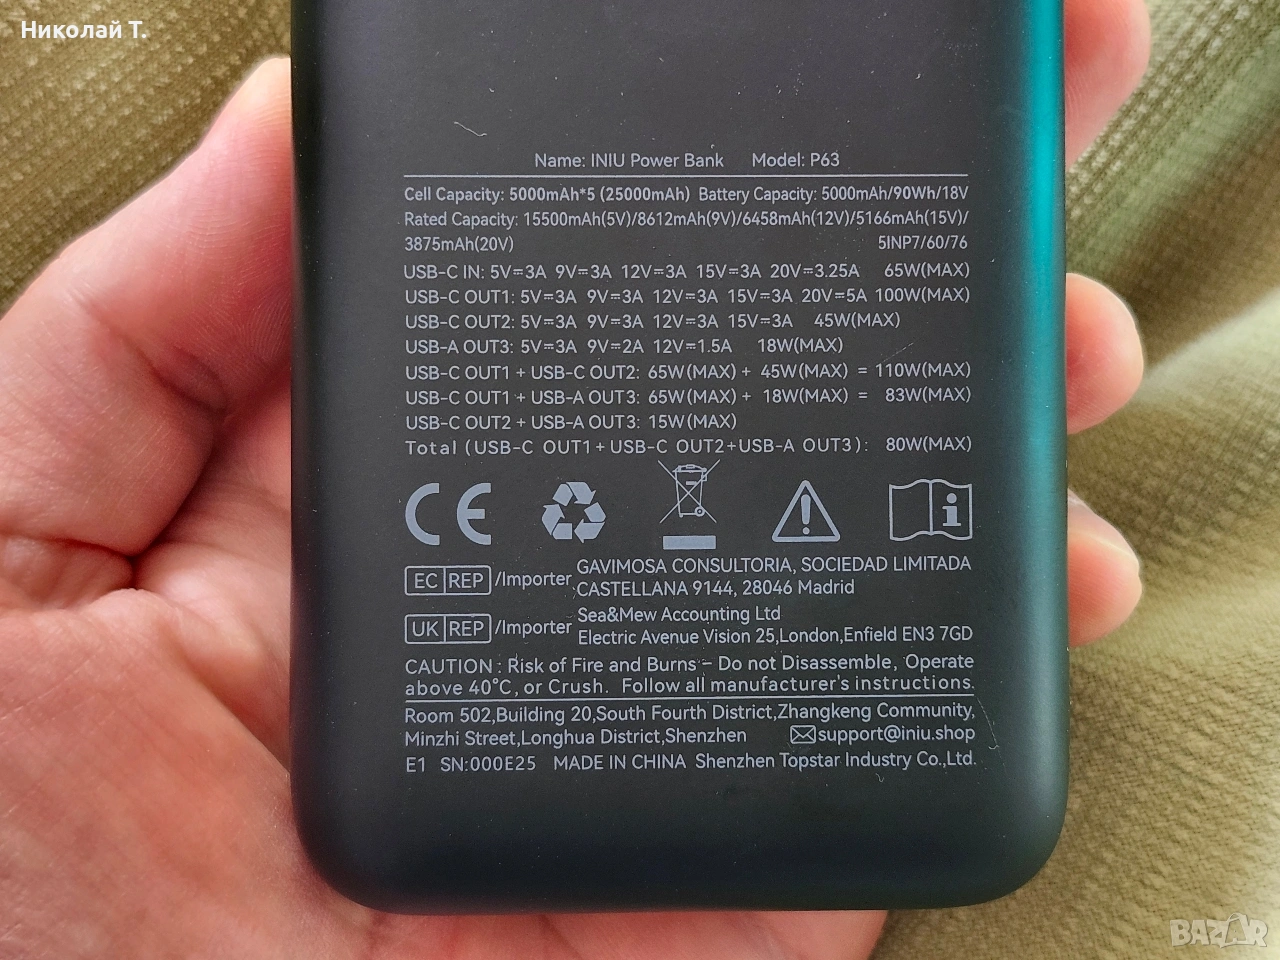 Николай Т.
Name: INIU Power Bank Model: P63
Cell Capacity: 5000mAh*5 (25000mAh) Battery Capacity: 5000mAh/90Wh/18V
Rated Capacity: 15500mAh(5V)/8612mAh(9V)/6458mAh(12V)/5166mAh(15V)/
3875mAh(20V) 5INP7/60/76
USB-C IN: 5V⎓3A 9V⎓3A 12V⎓3A 15V⎓3A 20V⎓3.25A 65W(MAX)
USB-C OUT1: 5V⎓3A 9V⎓3A 12V⎓3A 15V⎓3A 20V⎓5A 100W(MAX)
USB-C OUT2: 5V⎓3A 9V⎓3A 12V⎓3A 15V⎓3A 45W(MAX)
USB-A OUT3: 5V⎓3A 9V⎓2A 12V⎓1.5A 18W(MAX)
USB-C OUT1 + USB-C OUT2: 65W(MAX) + 45W(MAX) = 110W(MAX)
USB-C OUT1 + USB-A OUT3: 65W(MAX) + 18W(MAX) = 83W(MAX)
USB-C OUT2 + USB-A OUT3: 15W(MAX)
Total (USB-C OUT1+USB-C OUT2+USB-A OUT3): 80W(MAX)
CE
EC REP /Importer GAVIMOSA CONSULTORIA, SOCIEDAD LIMITADA
CASTELLANA 9144, 28046 Madrid
UK REP /Importer Sea&Mew Accounting Ltd
Electric Avenue Vision 25,London,Enfield EN3 7GD
CAUTION : Risk of Fire and Burns – Do not Disassemble, Operate
above 40°C, or Crush. Follow all manufacturer's instructions.
Room 502,Building 20,South Fourth District,Zhangkeng Community,
Minzhi Street,Longhua District,Shenzhen support@iniu.shop
E1 SN:000E25 MADE IN CHINA Shenzhen Topstar Industry Co.,Ltd.
BAZAR